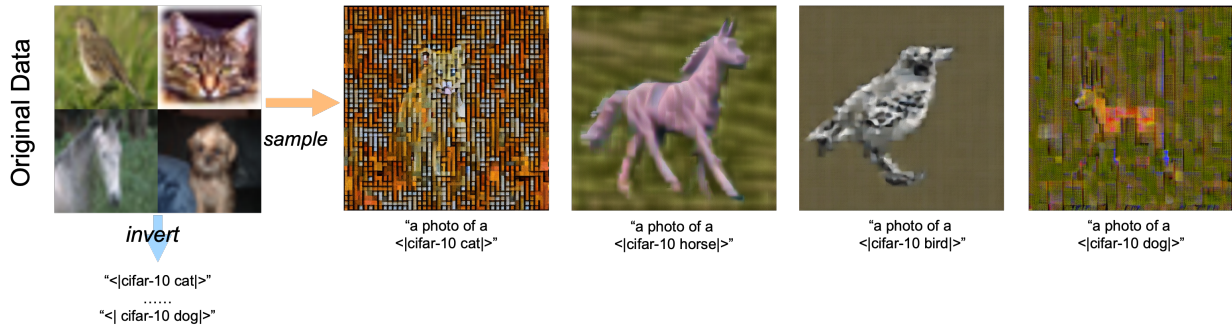 Original Data
sample
invert
“<|cifar-10 cat|>”
......
“<| cifar-10 dog|>”
“a photo of a
<|cifar-10 cat|>”
“a photo of a
<|cifar-10 horse|>”
“a photo of a
<|cifar-10 bird|>”
“a photo of a
<|cifar-10 dog|>”